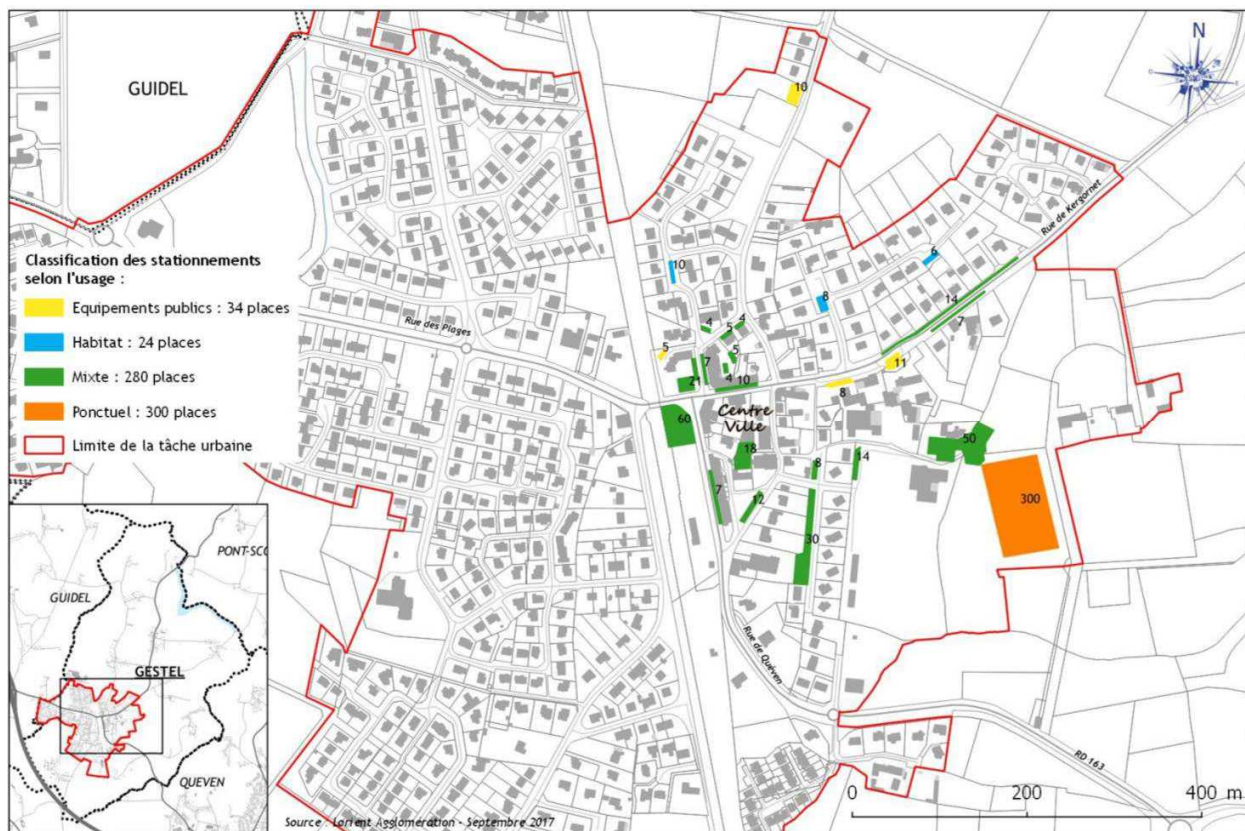 GUIDEL
N
Classification des stationnements
selon l'usage :
Equipements publics : 34 places
Habitat : 24 places
Mixte : 280 places
Ponctuel : 300 places
Limite de la tâche urbaine
10
Rue de Kergornet
10
6
8
14
7
Rue des Plages
4
5
4
5
5
7
4
10
21
11
8
60
Centre
Ville
18
8
14
50
7
12
300
30
Rue de Quéven
RD 163
PONT-SCO
GUIDEL
GESTEL
QUEVEN
0
200
400 m
Source : Lorient Agglomération - Septembre 2017